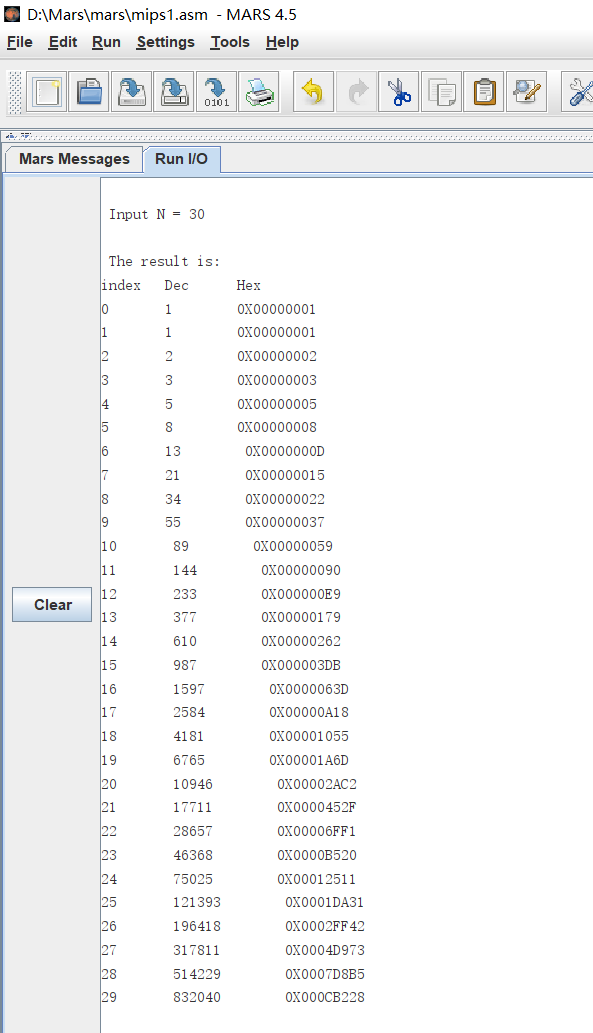 D:\Mars\mars\mips1.asm - MARS 4.5
File Edit Run Settings Tools Help
0101
Mars Messages Run I/O
Input N = 30
The result is:
index Dec Hex
0 1 0X00000001
1 1 0X00000001
2 2 0X00000002
3 3 0X00000003
4 5 0X00000005
5 8 0X00000008
6 13 0X0000000D
7 21 0X00000015
8 34 0X00000022
9 55 0X00000037
10 89 0X00000059
11 144 0X00000090
12 233 0X000000E9
13 377 0X00000179
14 610 0X00000262
15 987 0X000003DB
16 1597 0X0000063D
17 2584 0X00000A18
18 4181 0X00001055
19 6765 0X00001A6D
20 10946 0X00002AC2
21 17711 0X0000452F
22 28657 0X00006FF1
23 46368 0X0000B520
24 75025 0X00012511
25 121393 0X0001DA31
26 196418 0X0002FF42
27 317811 0X0004D973
28 514229 0X0007D8B5
29 832040 0X000CB228
Clear